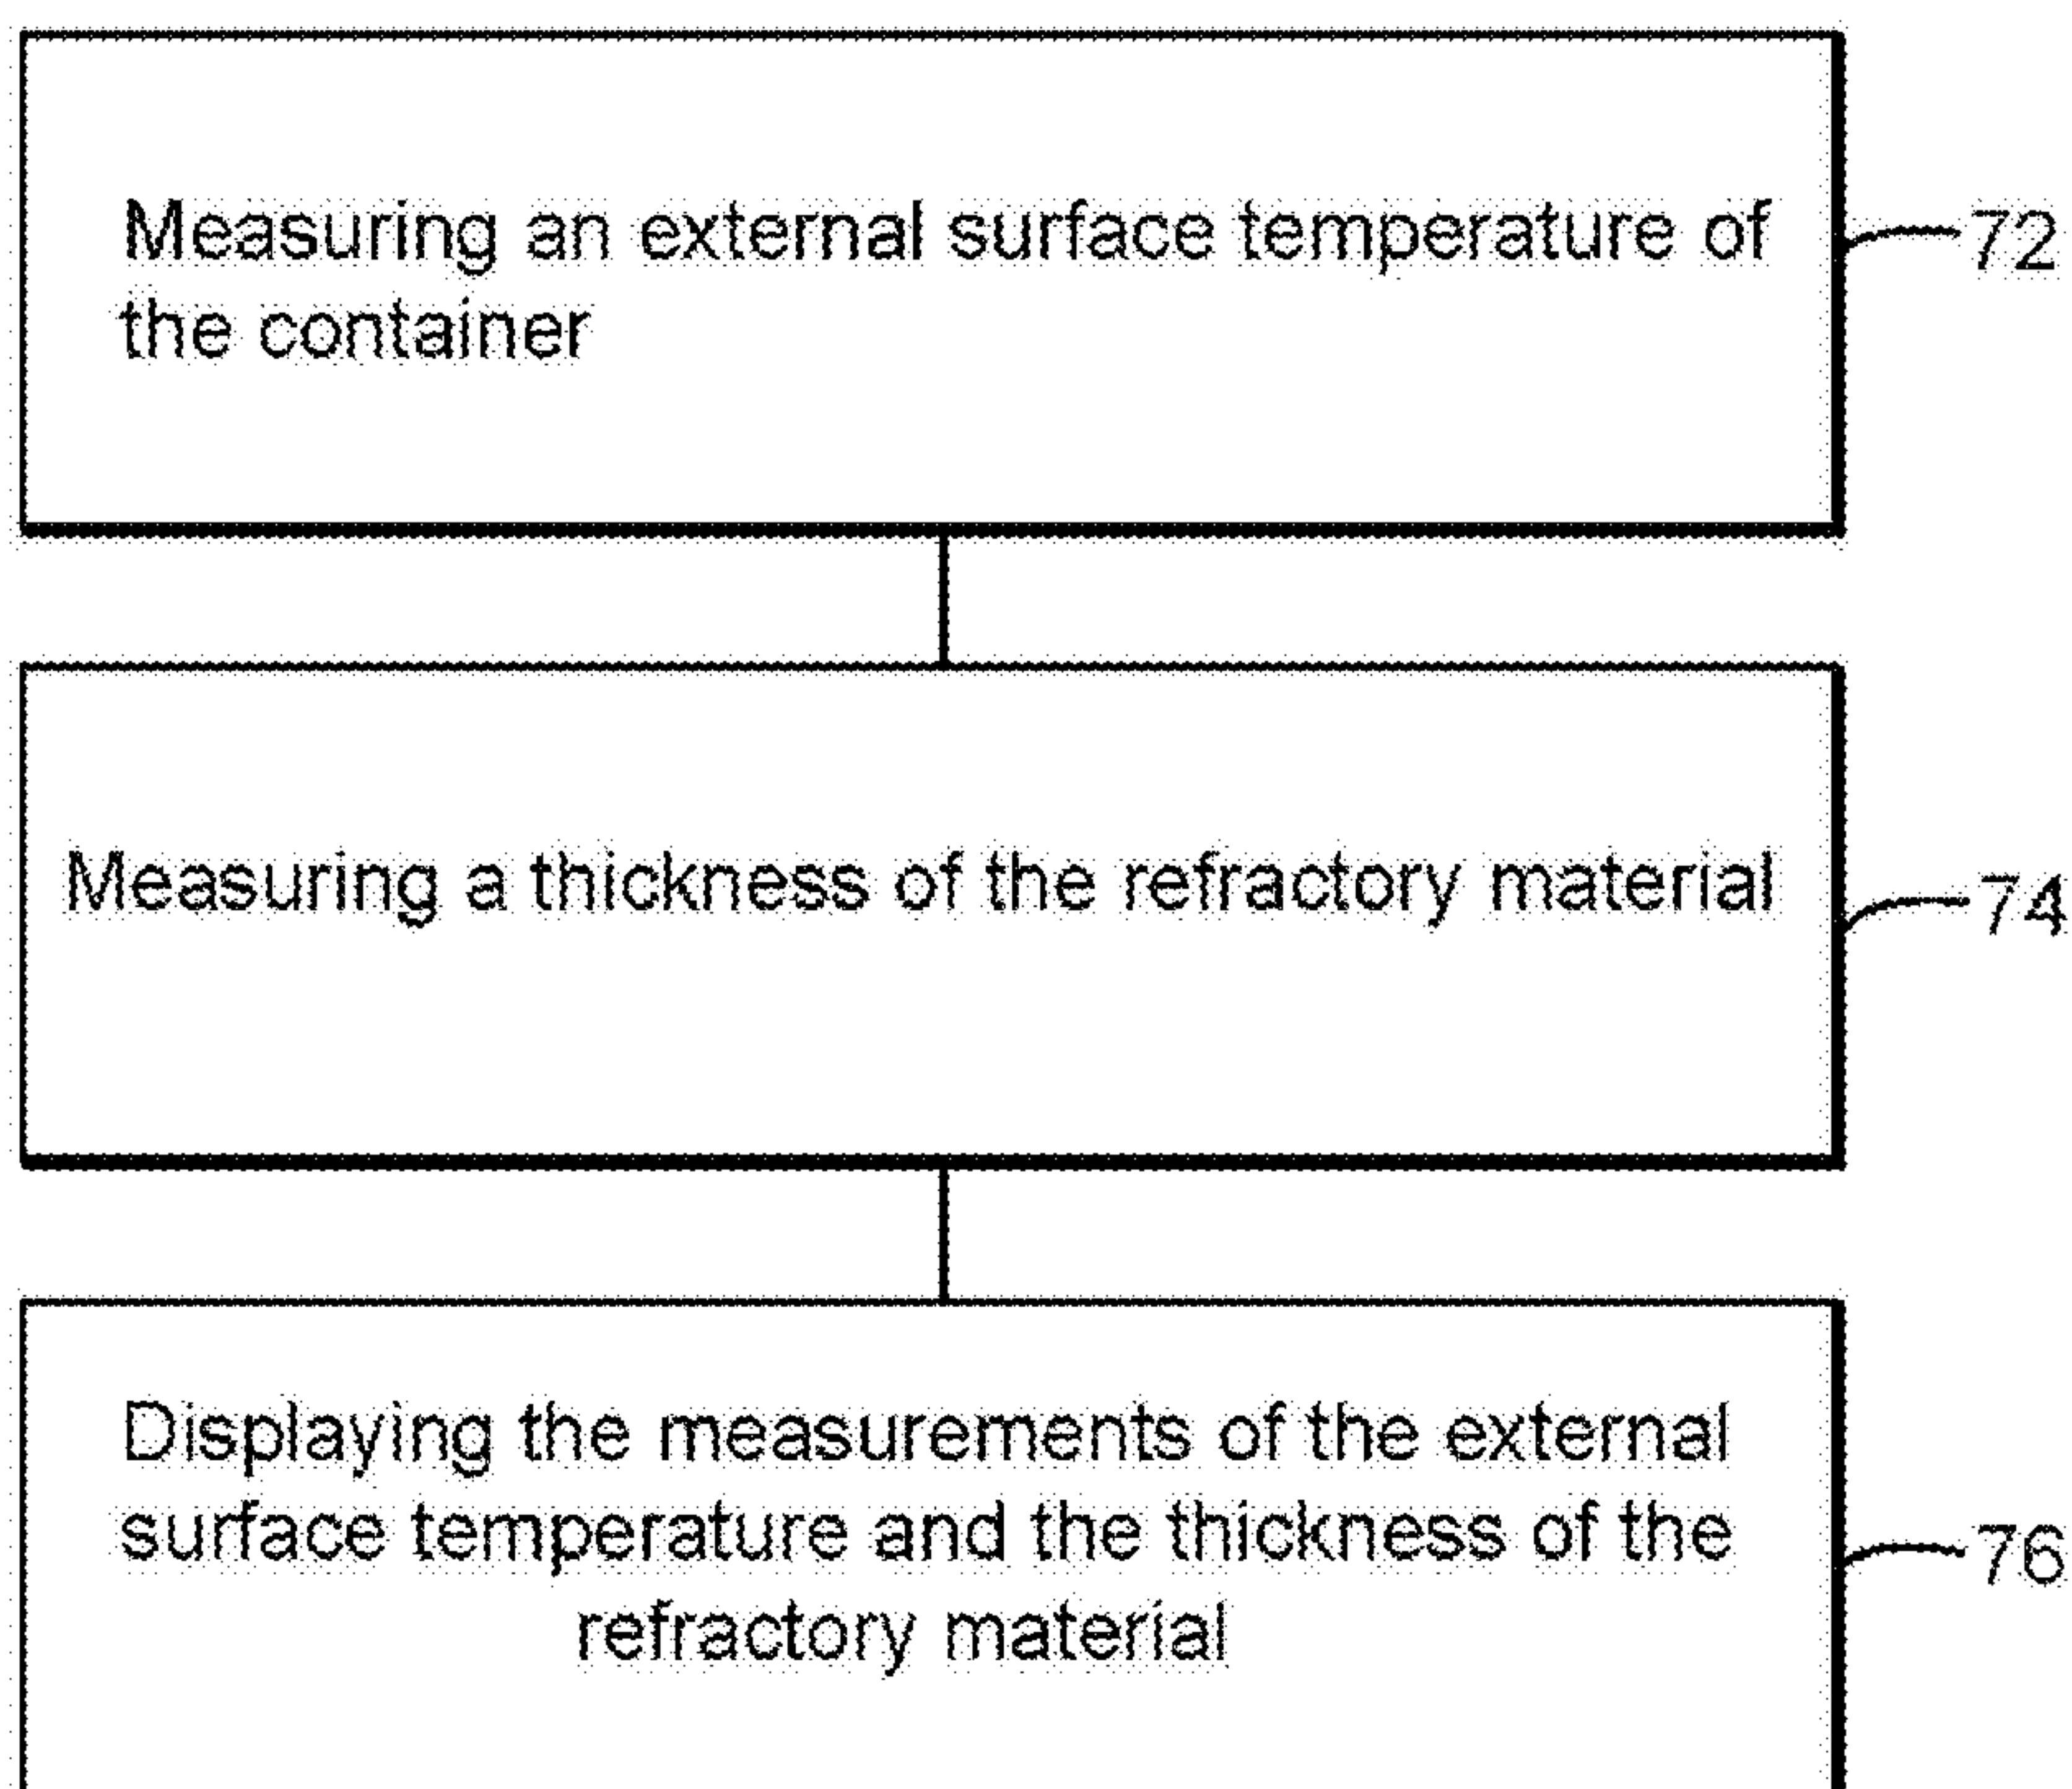 Measuring an external surface temperature of
the container
72
Measuring a thickness of the refractory material
74
Displaying the measurements of the external
surface temperature and the thickness of the
refractory material
76